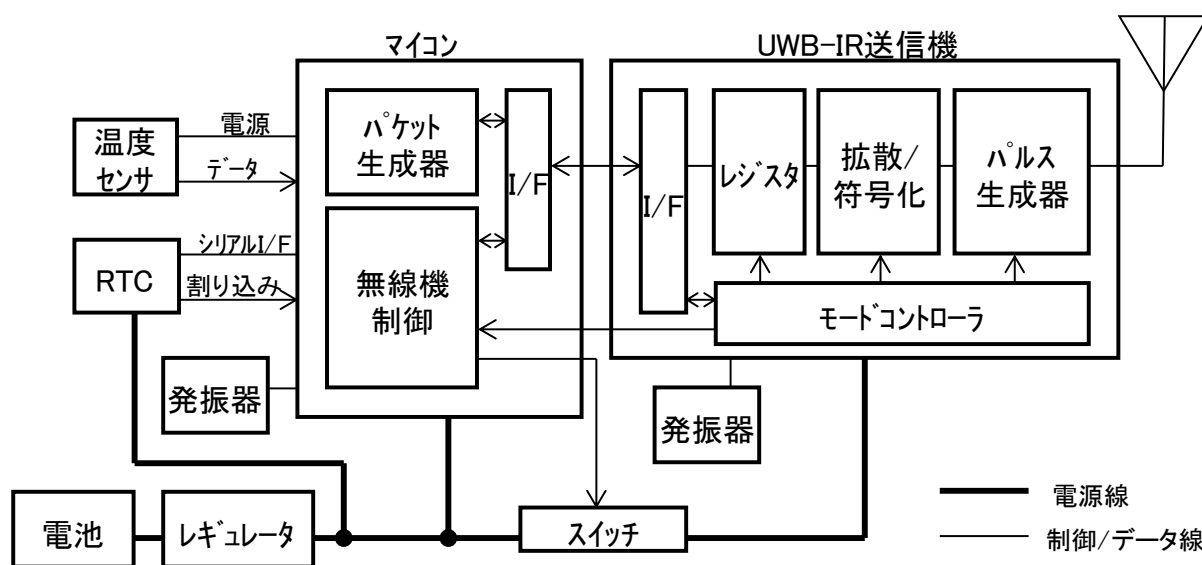 マイコン
UWB-IR送信機
温度
センサ
電源
データ
パケット
生成器
I/F
I/F
レジスタ
拡散/
符号化
パルス
生成器
RTC
シリアルI/F
割り込み
無線機
制御
モードコントローラ
発振器
発振器
電池
レギュレータ
スイッチ
電源線
制御/データ線